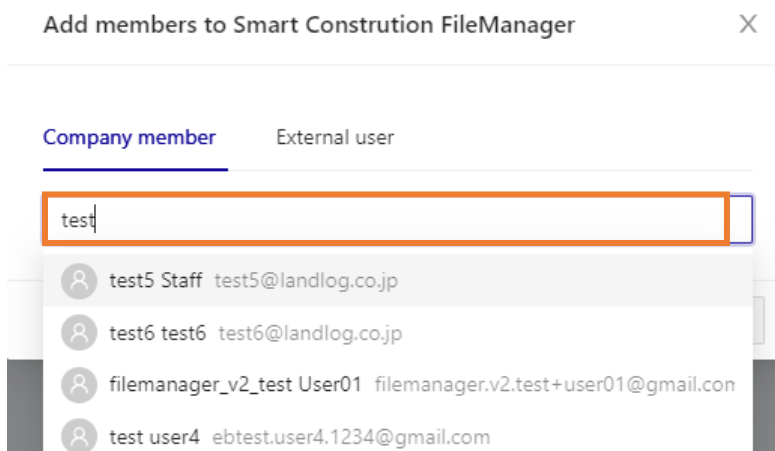 Add members to Smart Constrution FileManager
Company member External user
test
test5 Staff test5@landlog.co.jp
test6 test6 test6@landlog.co.jp
filemanager_v2_test User01 filemanager.v2.test+user01@gmail.com
test user4 ebtest.user4.1234@gmail.com